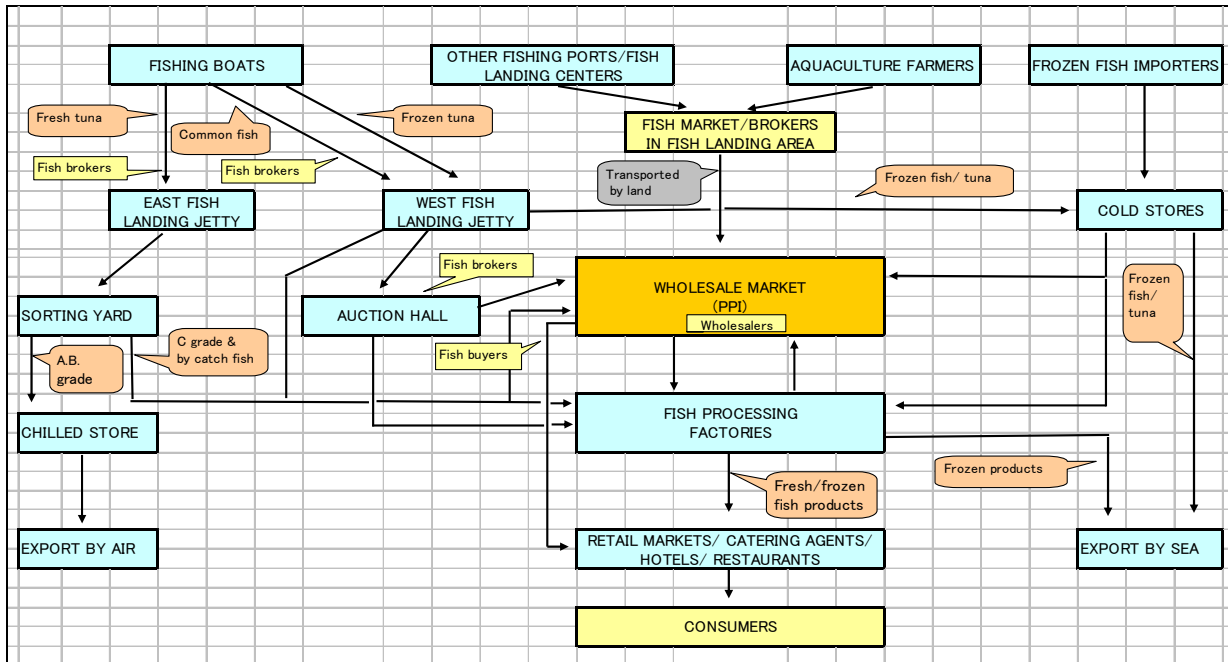 FISHING BOATS
OTHER FISHING PORTS/FISH
LANDING CENTERS
AQUACULTURE FARMERS
FROZEN FISH IMPORTERS
Fresh tuna
Common fish
Frozen tuna
FISH MARKET/BROKERS
IN FISH LANDING AREA
Fish brokers
Fish brokers
Transported
by land
Frozen fish/ tuna
EAST FISH
LANDING JETTY
WEST FISH
LANDING JETTY
COLD STORES
Fish brokers
WHOLESALE MARKET
(PPI)
Wholesalers
Frozen
fish/
tuna
SORTING YARD
AUCTION HALL
C grade &
by catch fish
A.B.
grade
Fish buyers
CHILLED STORE
FISH PROCESSING
FACTORIES
Fresh/frozen
fish products
Frozen products
EXPORT BY AIR
RETAIL MARKETS/ CATERING AGENTS/
HOTELS/ RESTAURANTS
EXPORT BY SEA
CONSUMERS